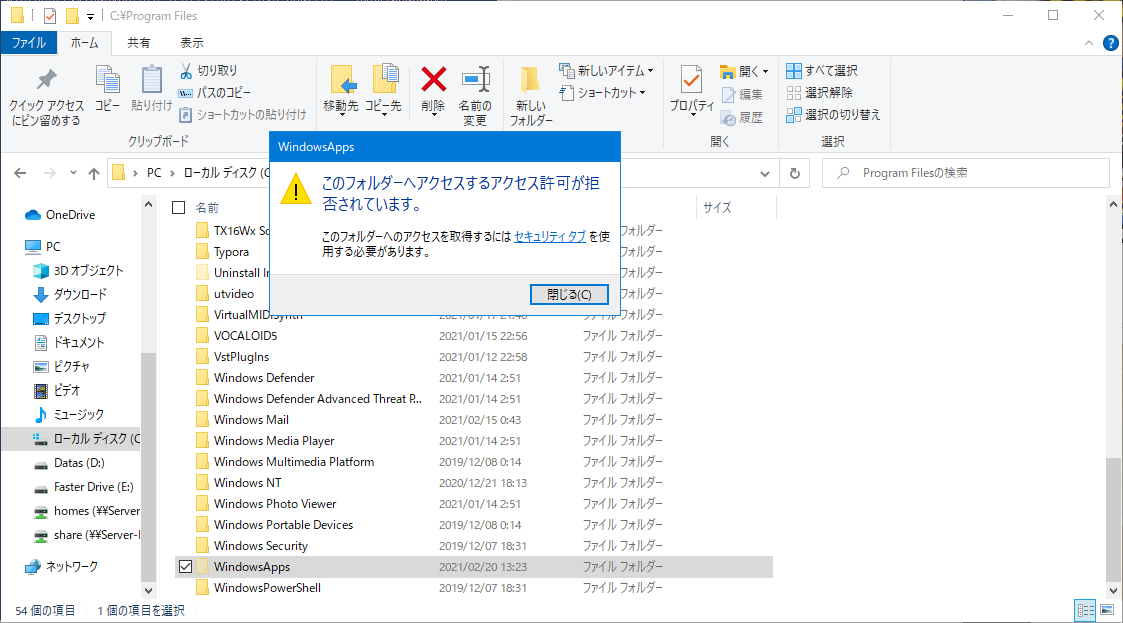 C:¥Program Files
ファイル
ホーム
共有
表示
クイック アクセス
にピン留めする
コピー
貼り付け
切り取り
パスのコピー
ショートカットの貼り付け
クリップボード
移動先
コピー先
削除
名前の
変更
新しい
フォルダー
新しいアイテム
ショートカット
プロパティ
開く
編集
履歴
開く
すべて選択
選択解除
選択の切り替え
選択
PC
ローカル ディスク (C
Program Filesの検索
WindowsApps
このフォルダーへアクセスするアクセス許可が拒
否されています。
このフォルダーへのアクセスを取得するには セキュリティ タブ を使
用する必要があります。
閉じる(C)
OneDrive
PC
3D オブジェクト
ダウンロード
デスクトップ
ドキュメント
ピクチャ
ビデオ
ミュージック
ローカル ディスク (C
Datas (D:)
Faster Drive (E:)
homes (¥¥Server
share (¥¥Server-
ネットワーク
名前
サイズ
TX16Wx
フォルダー
Typora
フォルダー
Uninstall
フォルダー
utvideo
フォルダー
VirtualMIDISynth
ファイル フォルダー
VOCALOID5 2021/01/15 22:56 ファイル フォルダー
VstPlugIns 2021/01/12 22:58 ファイル フォルダー
Windows Defender 2021/01/14 2:51 ファイル フォルダー
Windows Defender Advanced Threat P... 2021/01/14 2:51 ファイル フォルダー
Windows Mail 2021/02/15 0:43 ファイル フォルダー
Windows Media Player 2021/01/14 2:51 ファイル フォルダー
Windows Multimedia Platform 2019/12/08 0:14 ファイル フォルダー
Windows NT 2020/12/21 18:13 ファイル フォルダー
Windows Photo Viewer 2021/01/14 2:51 ファイル フォルダー
Windows Portable Devices 2019/12/08 0:14 ファイル フォルダー
Windows Security 2019/12/07 18:31 ファイル フォルダー
WindowsApps 2021/02/20 13:23 ファイル フォルダー
WindowsPowerShell 2019/12/07 18:31 ファイル フォルダー
54 個の項目
1 個の項目を選択